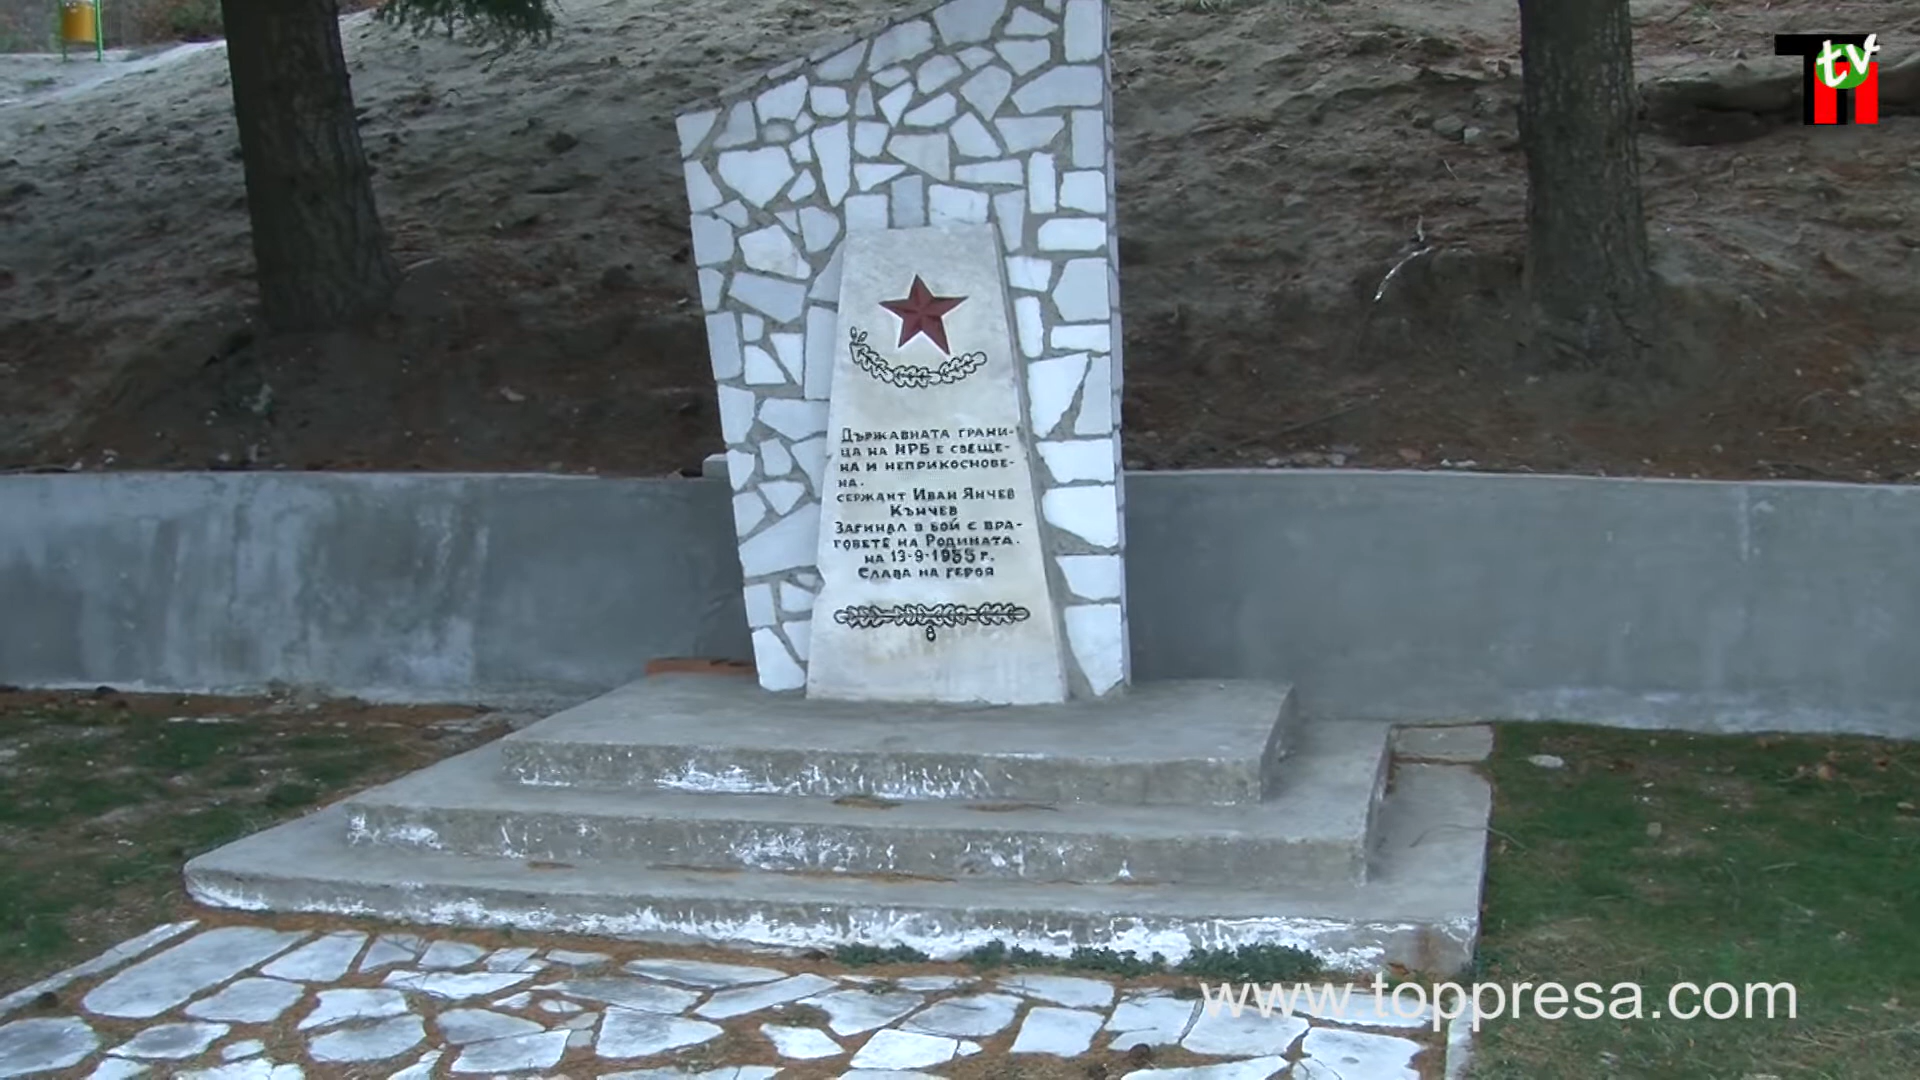 tv
ТП
Държавната грани-
ца на НРБ е свеще-
на и неприкоснове-
на.
сержант Иван Янчев
Кънчев
Загинал в бой с вра-
говете на Родината.
на 13-9-1955 г.
Слава на героя
www.toppresa.com